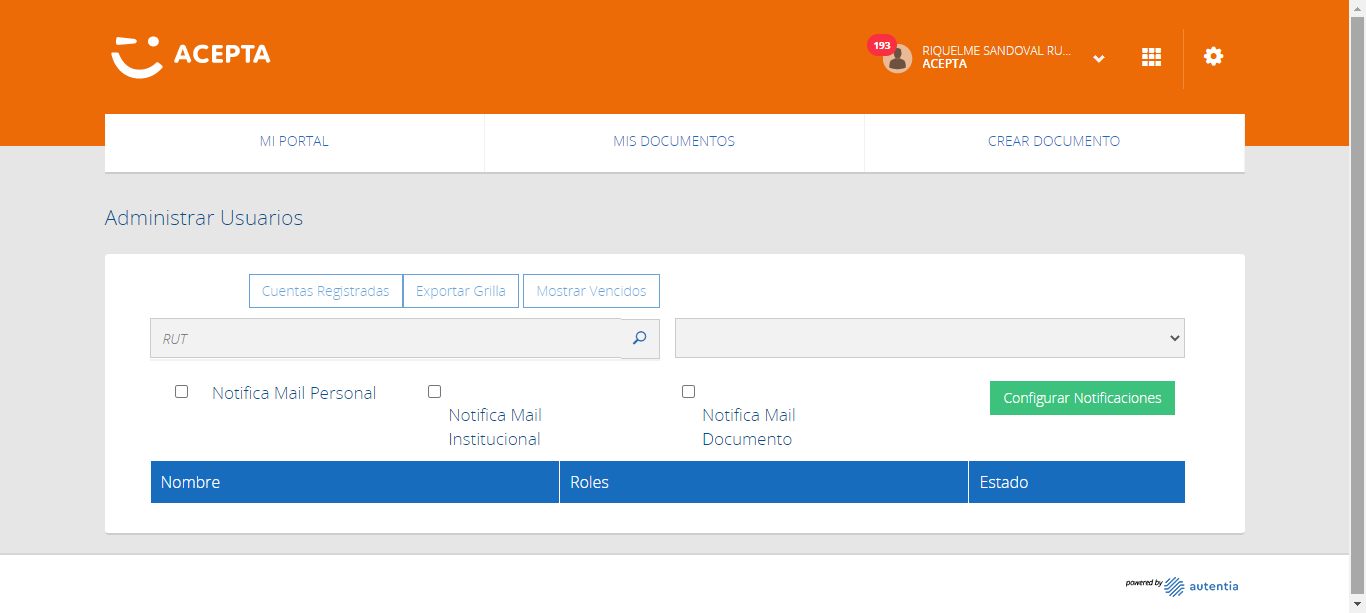 ACEPTA
193
RIQUELME SANDOVAL RU...
ACEPTA
MI PORTAL
MIS DOCUMENTOS
CREAR DOCUMENTO
Administrar Usuarios
Cuentas Registradas
Exportar Grilla
Mostrar Vencidos
RUT
Notifica Mail Personal
Notifica Mail
Institucional
Notifica Mail
Documento
Configurar Notificaciones
Nombre
Roles
Estado
powered by
autentia